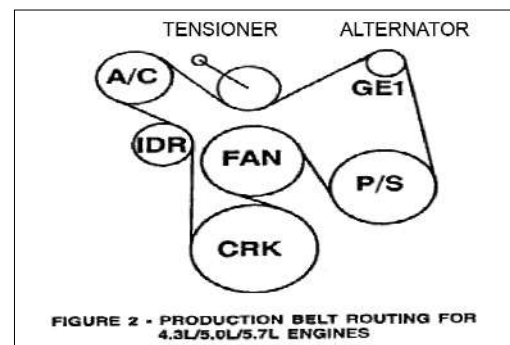 TENSIONER ALTERNATOR
A/C
GE1
IDR
FAN
P/S
CRK
FIGURE 2 - PRODUCTION BELT ROUTING FOR
4.3L/5.0L/5.7L ENGINES